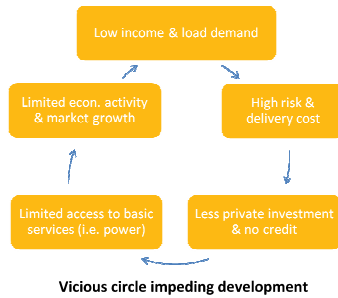 Low income & load demand
Limited econ. activity
& market growth
High risk &
delivery cost
Limited access to basic
services (i.e. power)
Less private investment
& no credit
Vicious circle impeding development